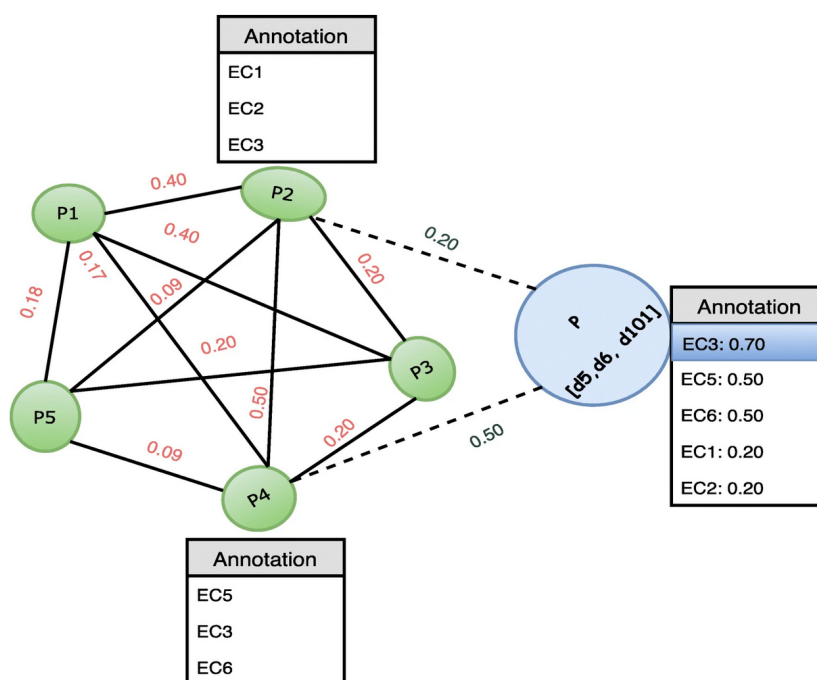 Annotation
EC1
EC2
EC3
0.40
P2
P1
0.40
0.20
0.20
0.17
0.18
0.09
P
[d5,d6, d101]
Annotation
EC3: 0.70
EC5: 0.50
EC6: 0.50
EC1: 0.20
EC2: 0.20
0.20
P3
P5
0.50
0.20
0.50
0.09
P4
Annotation
EC5
EC3
EC6